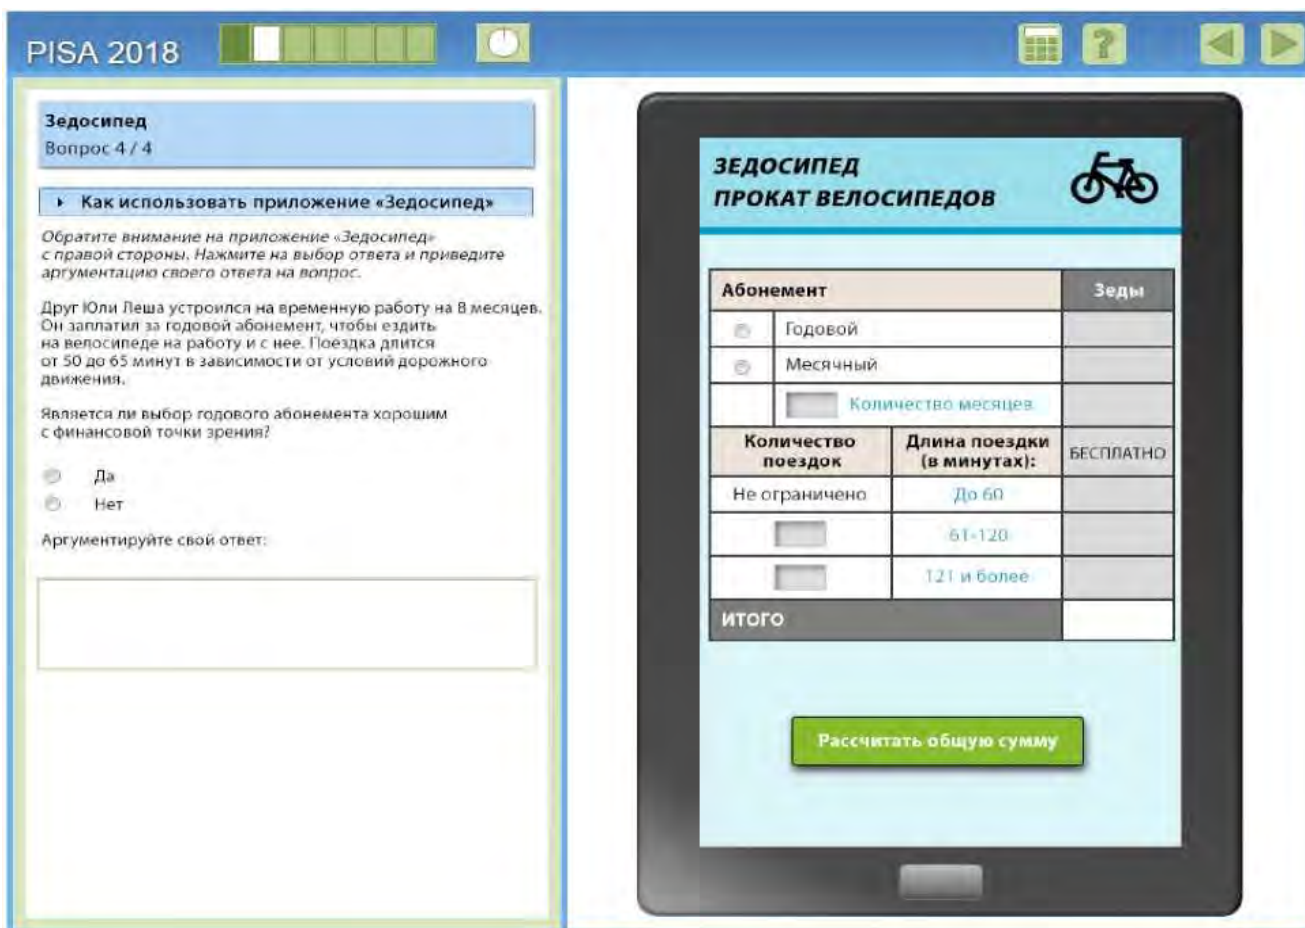 PISA 2018
?
Зедосипед
Вопрос 4 / 4
Как использовать приложение «Зедосипед»
Обратите внимание на приложение «Зедосипед»
с правой стороны. Нажмите на выбор ответа и приведите
аргументацию своего ответа на вопрос.
Друг Юли Леша устроился на временную работу на 8 месяцев.
Он заплатил за годовой абонемент, чтобы ездить
на велосипеде на работу и с нее. Поездка длится
от 50 до 65 минут в зависимости от условий дорожного
движения.
Является ли выбор годового абонемента хорошим
с финансовой точки зрения?
Да
Нет
Аргументируйте свой ответ:
ЗЕДОСИПЕД
ПРОКАТ ВЕЛОСИПЕДОВ
Абонемент Зеды
Годовой
Месячный
Количество месяцев
Количество поездок Длина поездки (в минутах): БЕСПЛАТНО
Не ограничено До 60
61-120
121 и более
ИТОГО
Рассчитать общую сумму